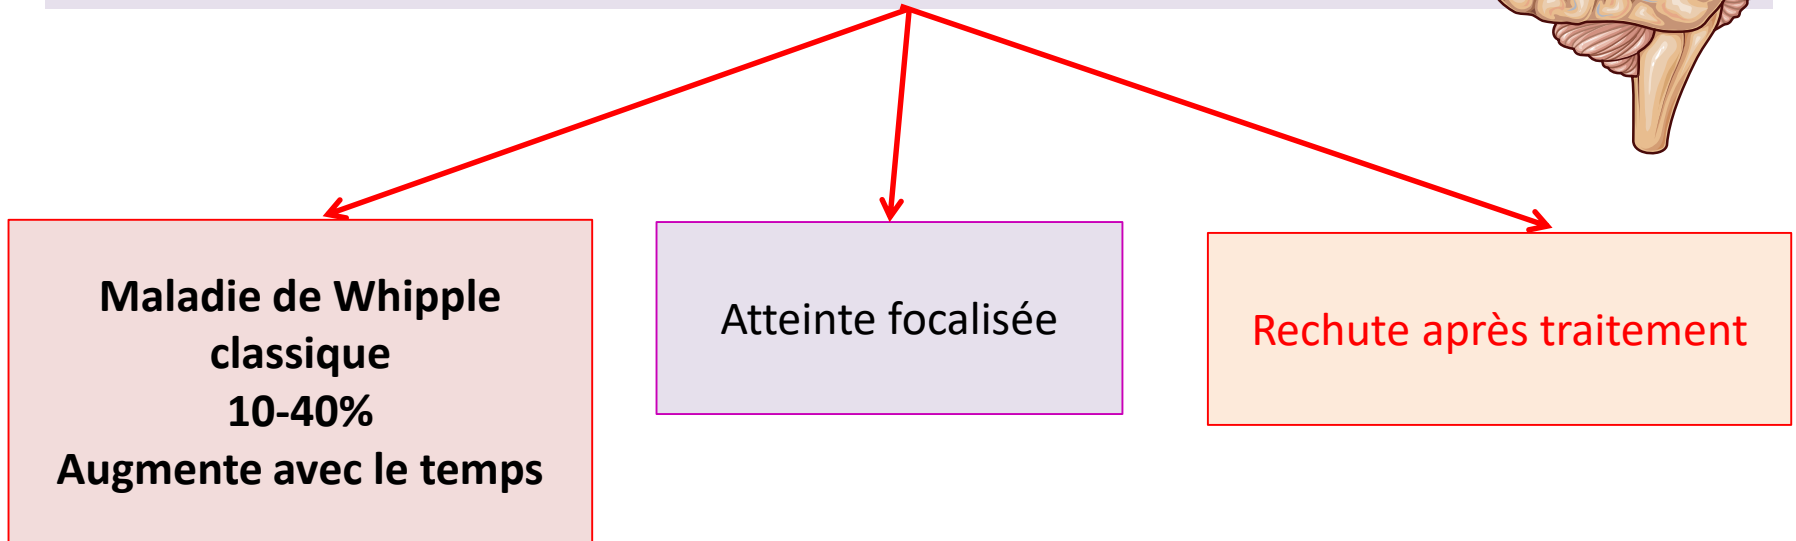 Maladie de Whipple
classique
10-40%
Augmente avec le temps
Atteinte focalisée
Rechute après traitement